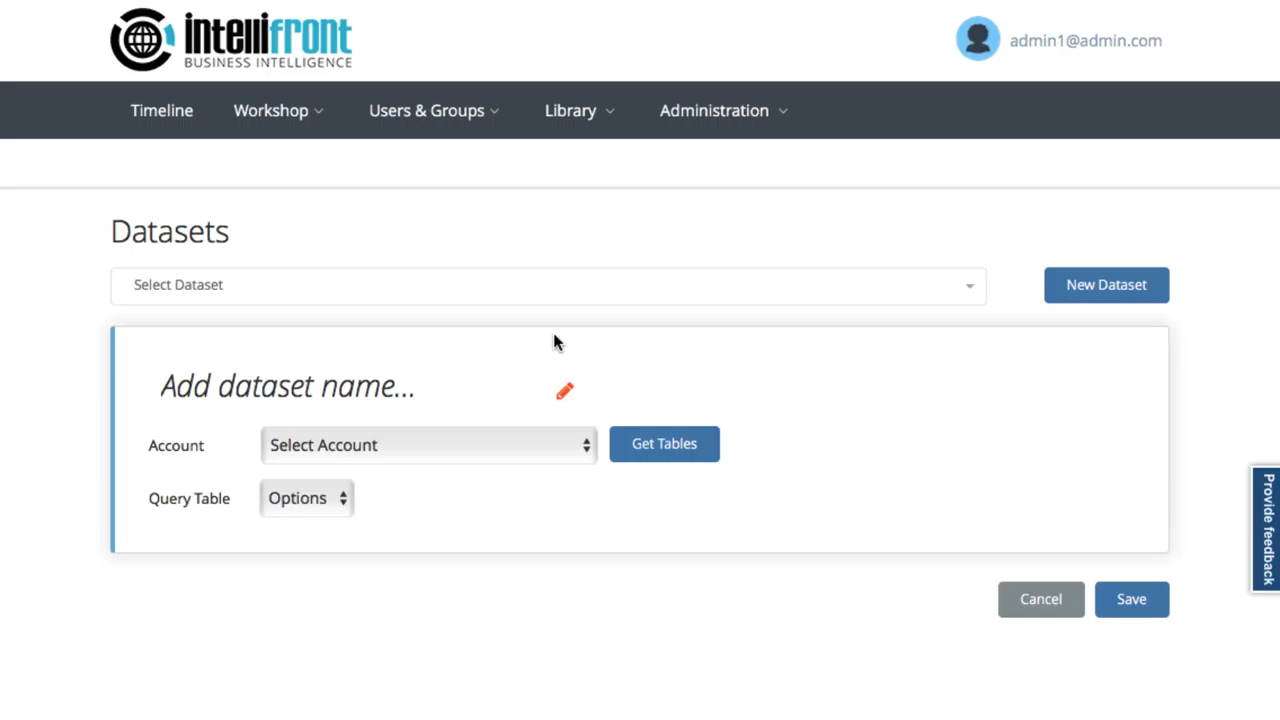 intellifront
BUSINESS INTELLIGENCE
admin1@admin.com
Timeline Workshop Users & Groups Library Administration
Datasets
Select Dataset New Dataset
Add dataset name...
Account Select Account Get Tables
Query Table Options
Provide feedback
Cancel Save